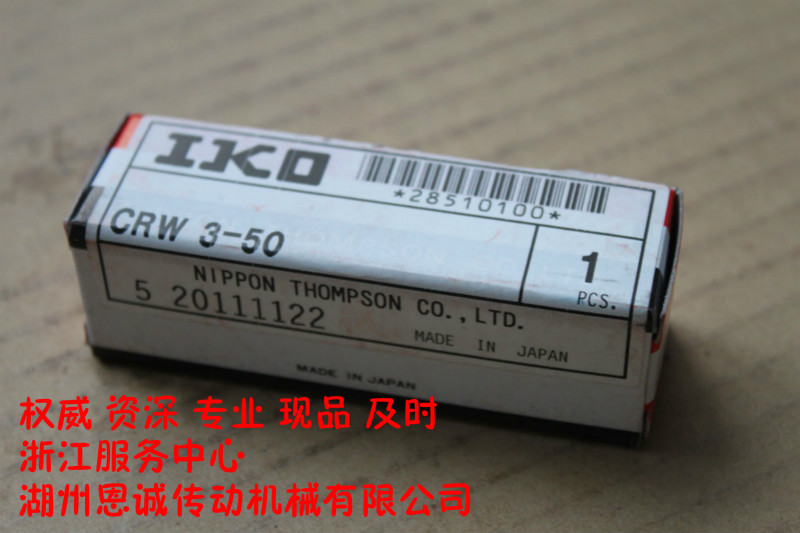 IKO
*28510100*
CRW 3-50
1
PCS.
NIPPON THOMPSON CO.,LTD.
5 20111122
MADE IN JAPAN
MADE IN JAPAN
权威 资深 专业 现品 及时
浙江服务中心
湖州恩诚传动机械有限公司